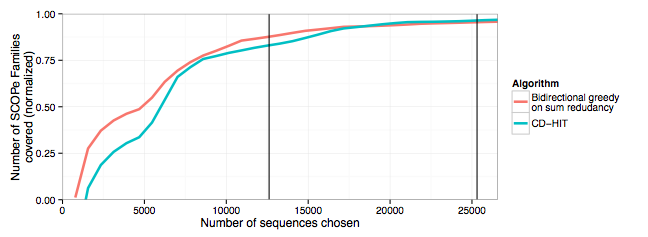 1.00
0.75
0.50
0.25
0.00
Number of SCOPe Families
covered (normalized)
0
5000
10000
15000
20000
25000
Number of sequences chosen
Algorithm
Bidirectional greedy
on sum redudancy
CD-HIT